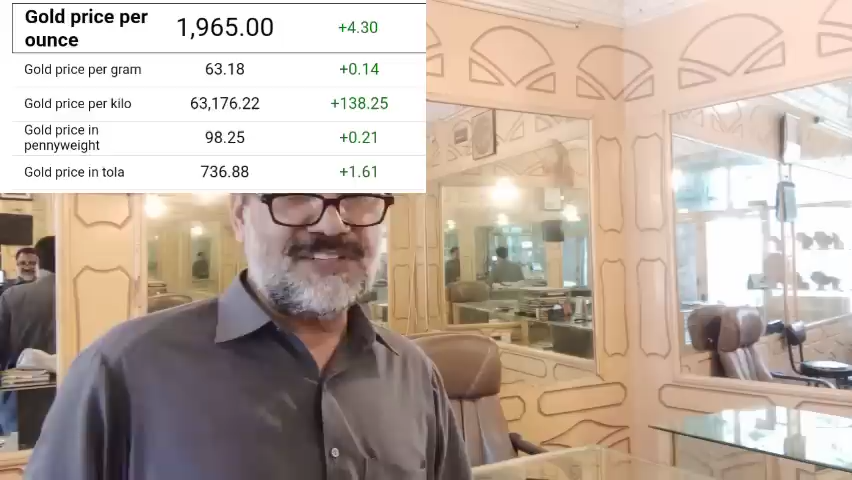 Gold price per
ounce 1,965.00 +4.30
Gold price per gram 63.18 +0.14
Gold price per kilo 63,176.22 +138.25
Gold price in
pennyweight 98.25 +0.21
Gold price in tola 736.88 +1.61